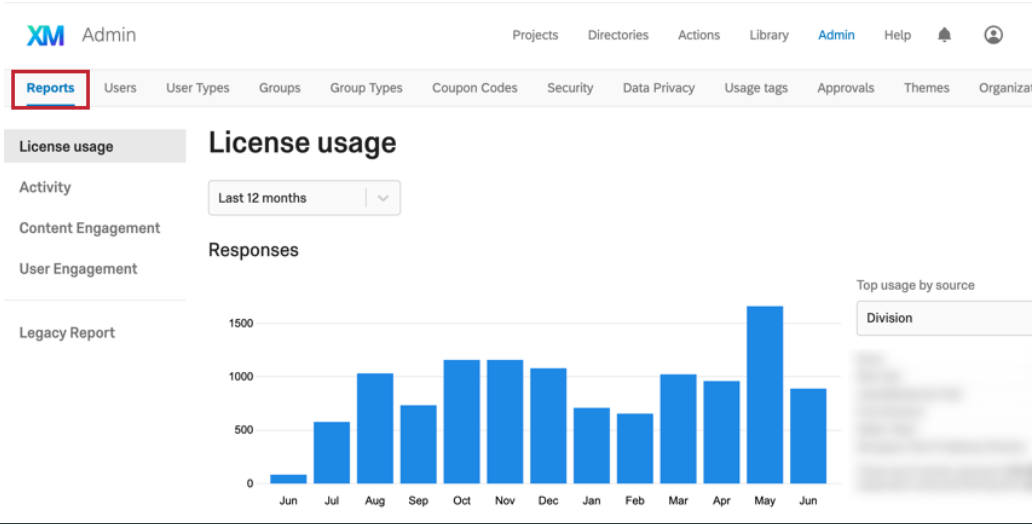 XM Admin Projects Directories Actions Library Admin Help
Reports Users User Types Groups Group Types Coupon Codes Security Data Privacy Usage tags Approvals Themes
License usage
Activity
Content Engagement
User Engagement
Legacy Report
License usage
Last 12 months
Responses
1500
1000
500
0
Jun Jul Aug Sep Oct Nov Dec Jan Feb Mar Apr May Jun
Top usage by source
Division